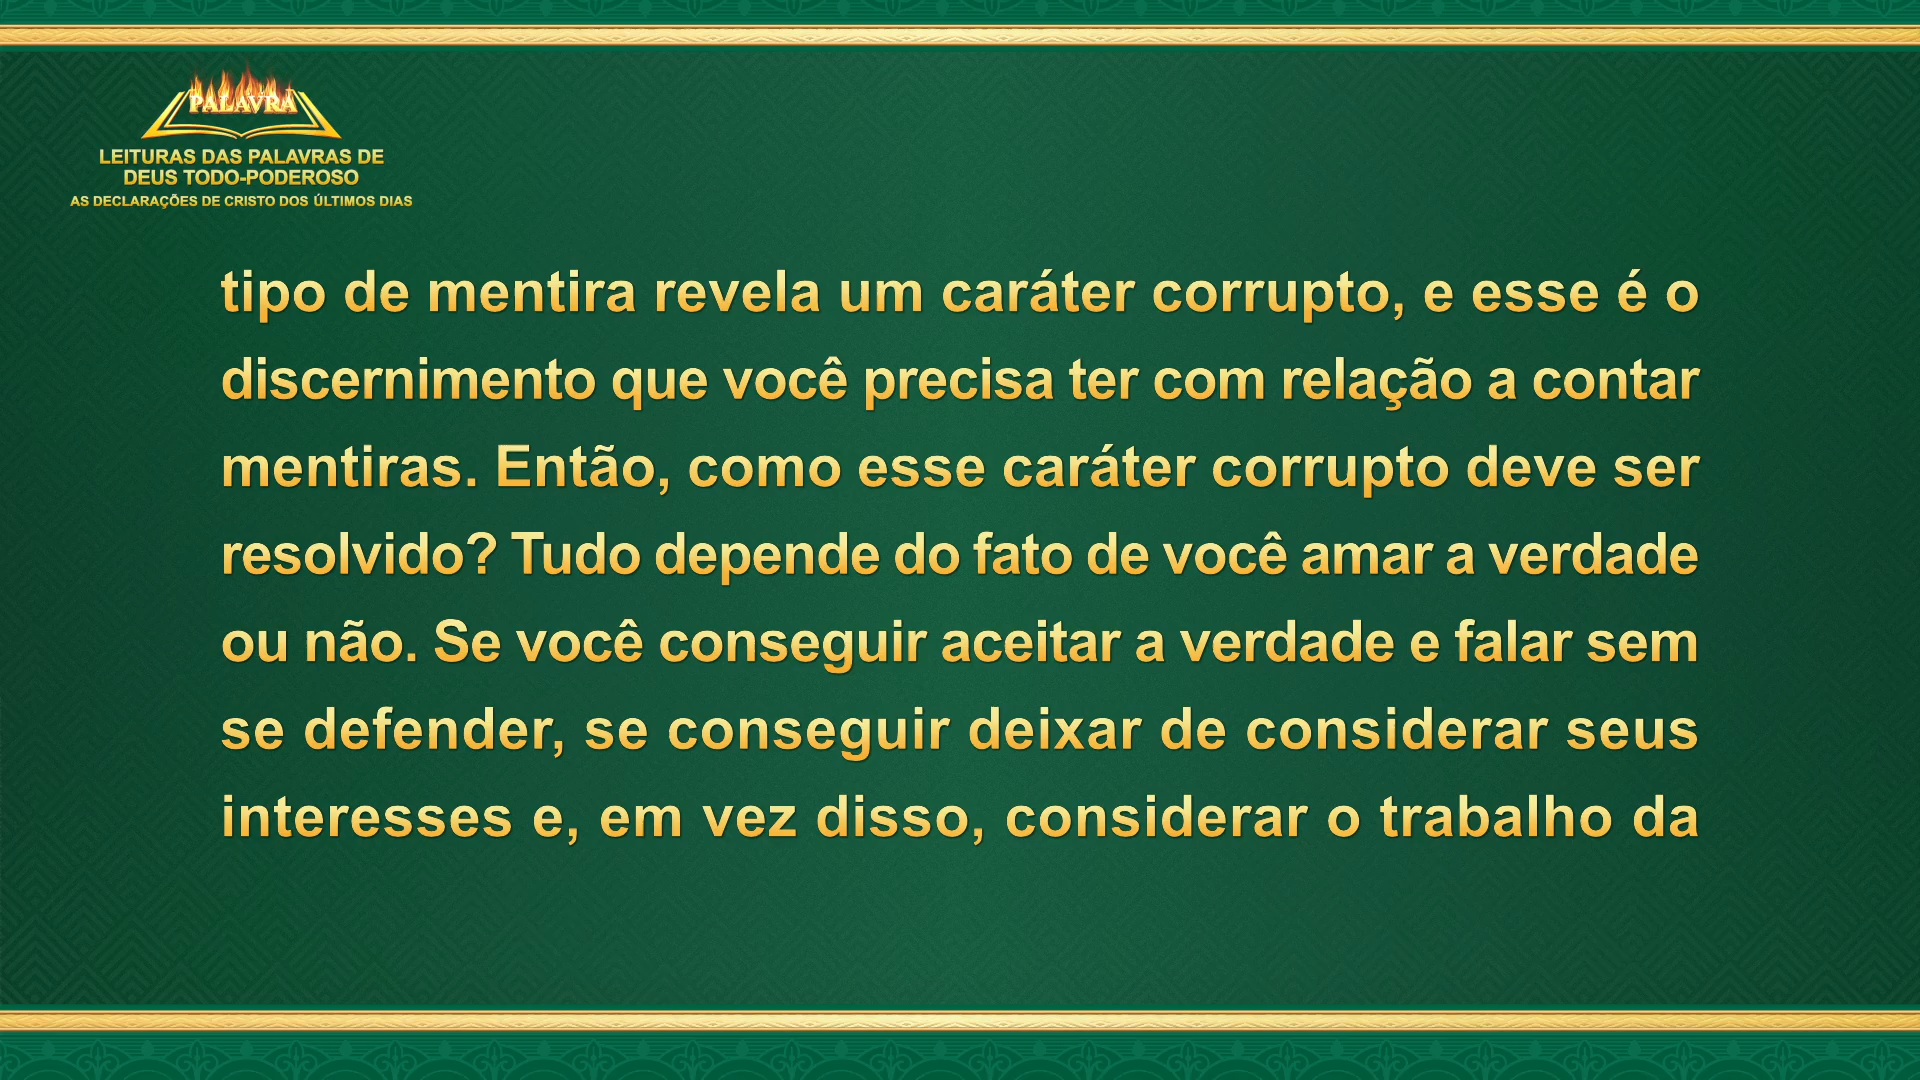 PALAVRA
LEITURAS DAS PALAVRAS DE
DEUS TODO-PODEROSO
AS DECLARAÇÕES DE CRISTO DOS ÚLTIMOS DIAS
tipo de mentira revela um caráter corrupto, e esse é o
discernimento que você precisa ter com relação a contar
mentiras. Então, como esse caráter corrupto deve ser
resolvido? Tudo depende do fato de você amar a verdade
ou não. Se você conseguir aceitar a verdade e falar sem
se defender, se conseguir deixar de considerar seus
interesses e, em vez disso, considerar o trabalho da